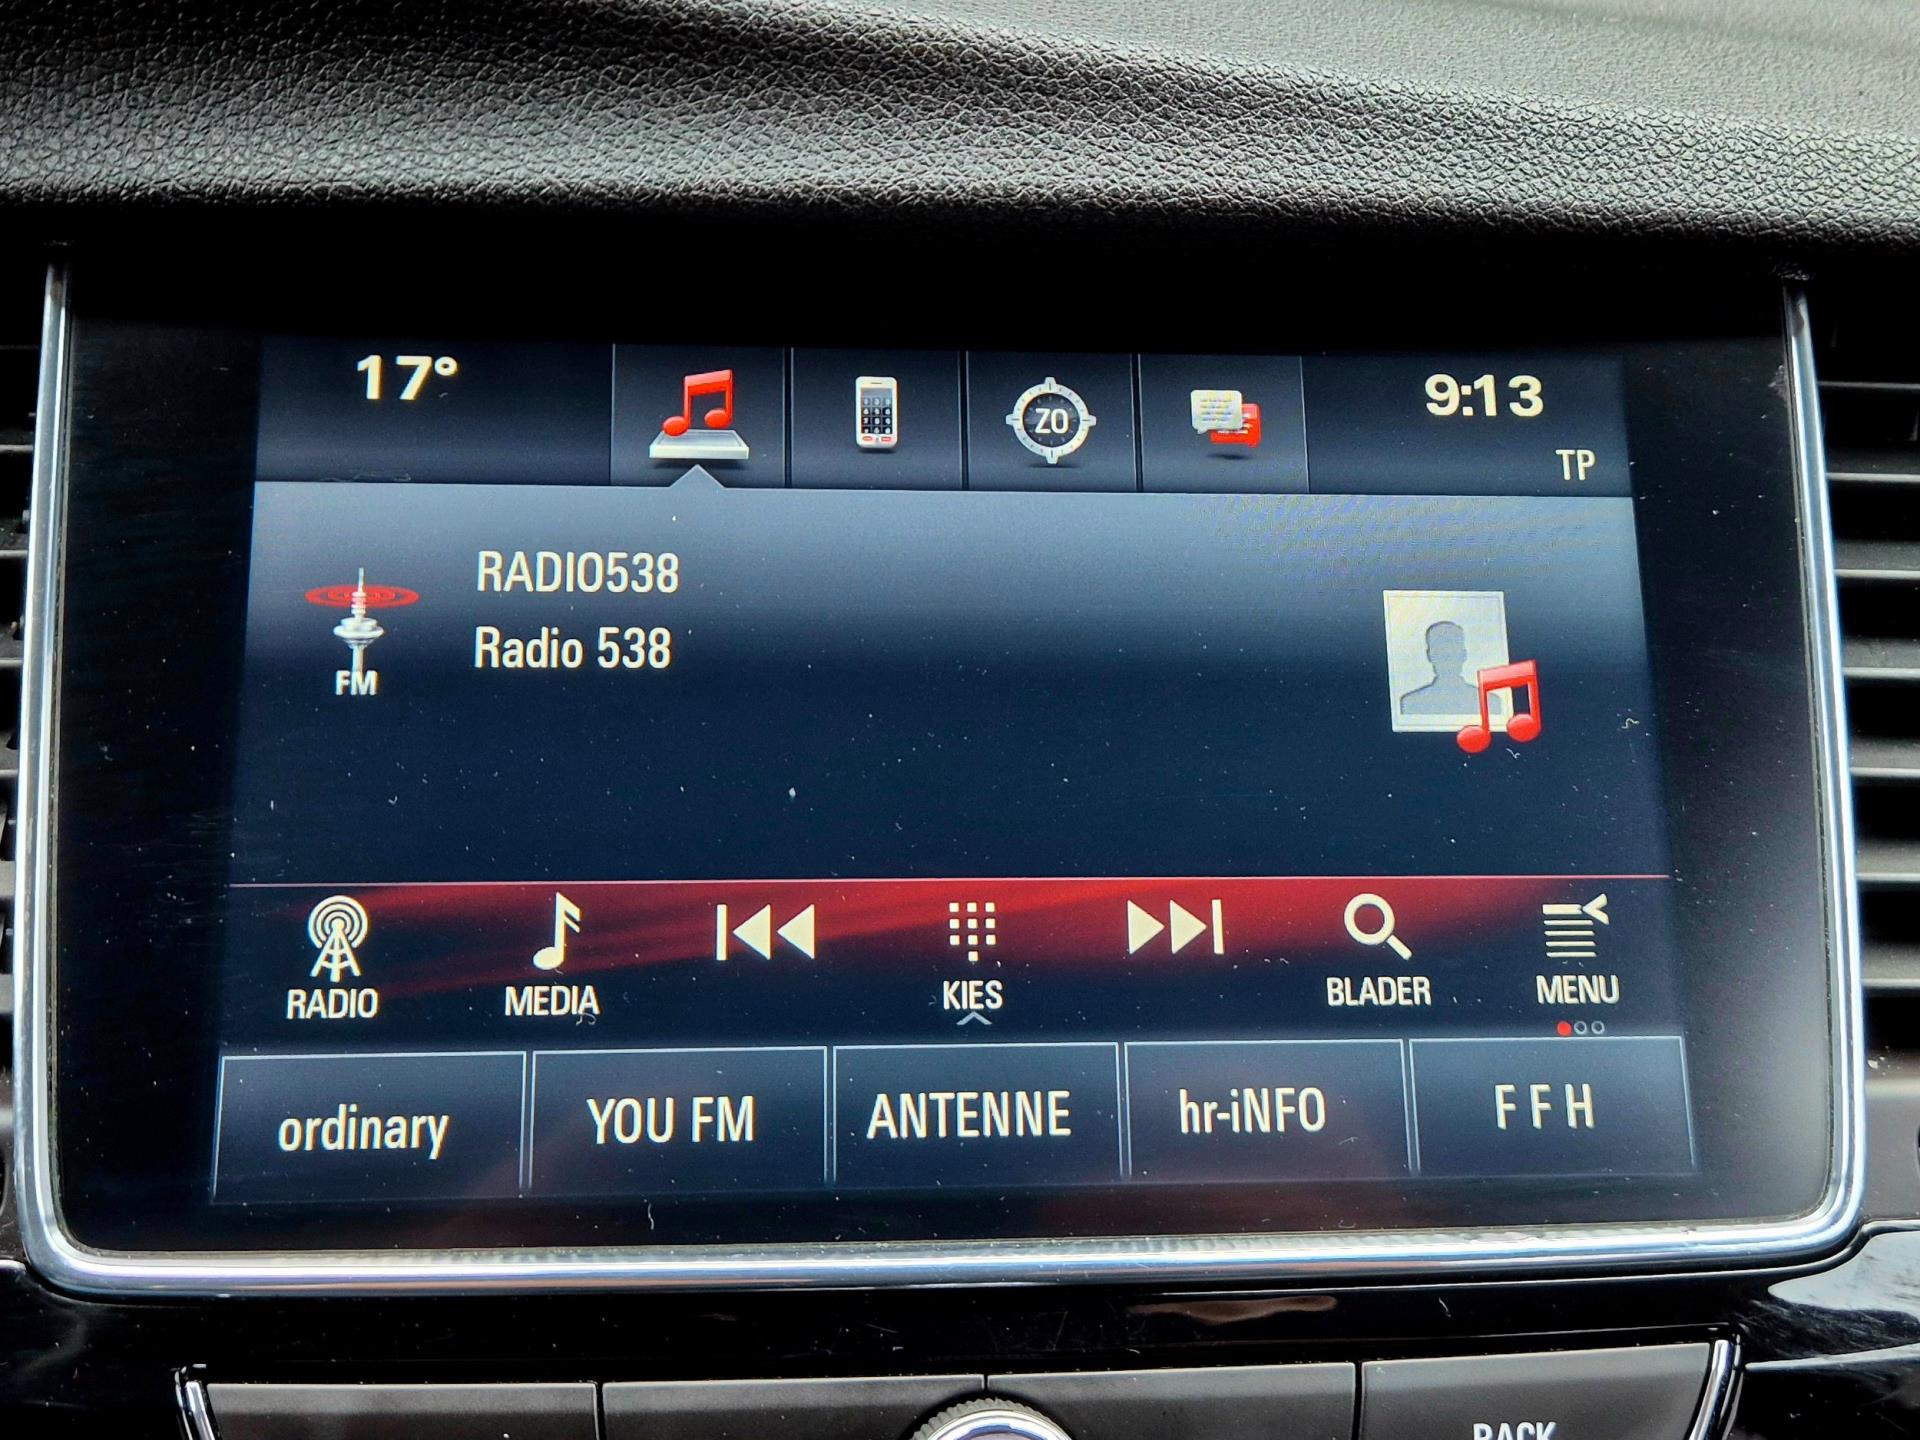 17°
ZO
9:13
TP
RADIO538
Radio 538
FM
RADIO
MEDIA
KIES
BLADER
MENU
ordinary
YOU FM
ANTENNE
hr-iNFO
F F H
BACK